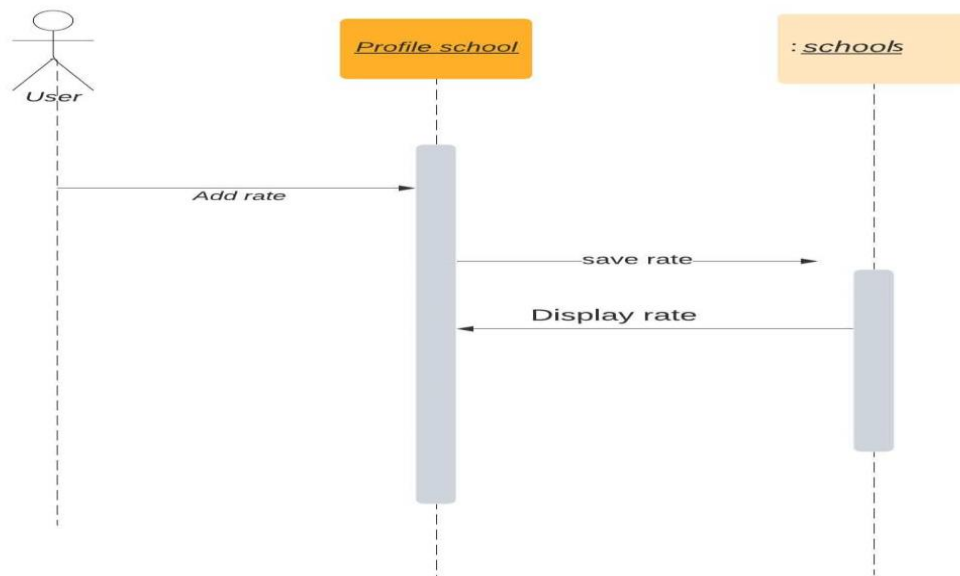 Profile school
: schools
User
Add rate
save rate
Display rate